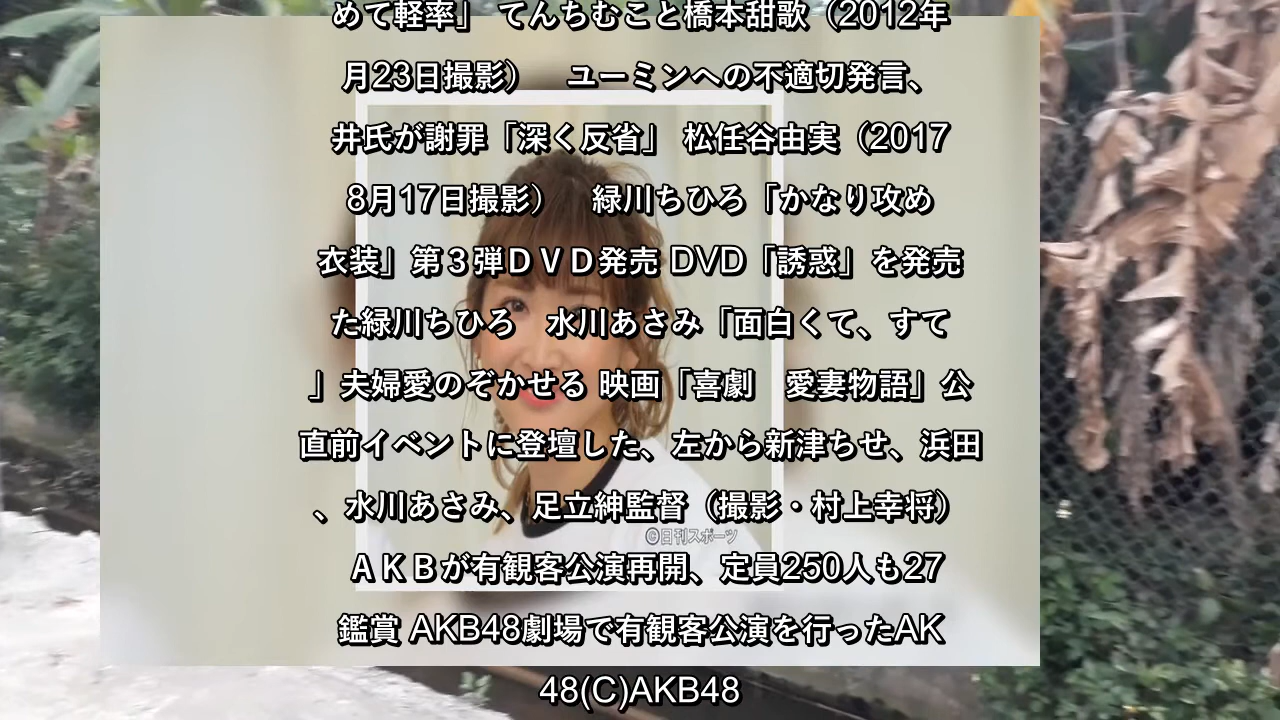 めて軽率」 てんちむこと橋本甜歌（2012年
月23日撮影） ユーミンへの不適切発言、
井氏が謝罪「深く反省」 松任谷由実（2017
8月17日撮影） 緑川ちひろ「かなり攻め
衣装」第３弾ＤＶＤ発売 DVD「誘惑」を発売
た緑川ちひろ 水川あさみ「面白くて、すて
」夫婦愛のぞかせる 映画「喜劇 愛妻物語」公
直前イベントに登壇した、左から新津ちせ、浜田
、水川あさみ、足立紳監督（撮影・村上幸将）
©日刊スポーツ
ＡＫＢが有観客公演再開、定員250人も27
鑑賞 AKB48劇場で有観客公演を行ったAK
48(C)AKB48